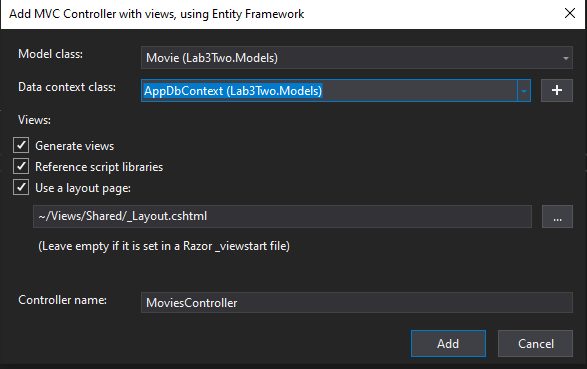 Add MVC Controller with views, using Entity Framework
Model class: Movie (Lab3Two.Models)
Data context class: AppDbContext (Lab3Two.Models)
Views:
Generate views
Reference script libraries
Use a layout page:
~/Views/Shared/_Layout.cshtml ...
(Leave empty if it is set in a Razor _viewstart file)
Controller name: MoviesController
Add Cancel